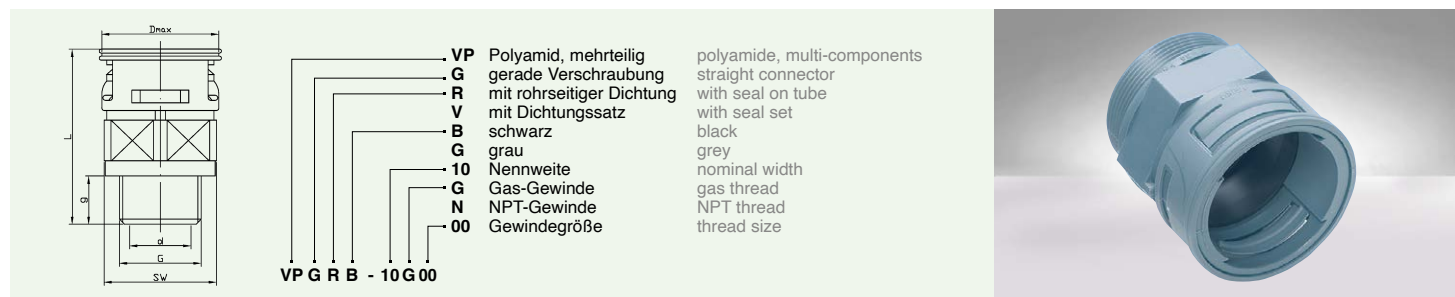 Dmax
L
g
d
G
SW
VP Polyamid, mehrteilig polyamide, multi-components
G gerade Verschraubung straight connector
R mit rohrseitiger Dichtung with seal on tube
V mit Dichtungssatz with seal set
B schwarz black
G grau grey
10 Nennweite nominal width
G Gas-Gewinde gas thread
N NPT-Gewinde NPT thread
00 Gewindegröße thread size
VP G R B - 10 G 00